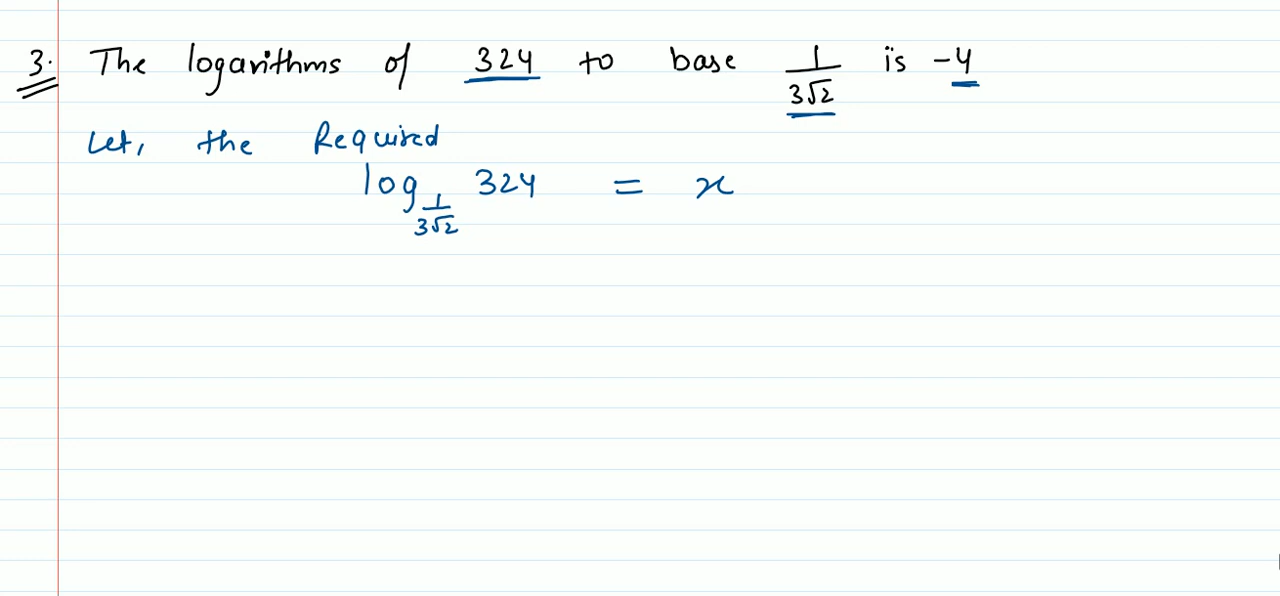 3. The logarithms of 324 to base 1/3√2 is -4
Let, the Required
log 1/3√2 324 = x